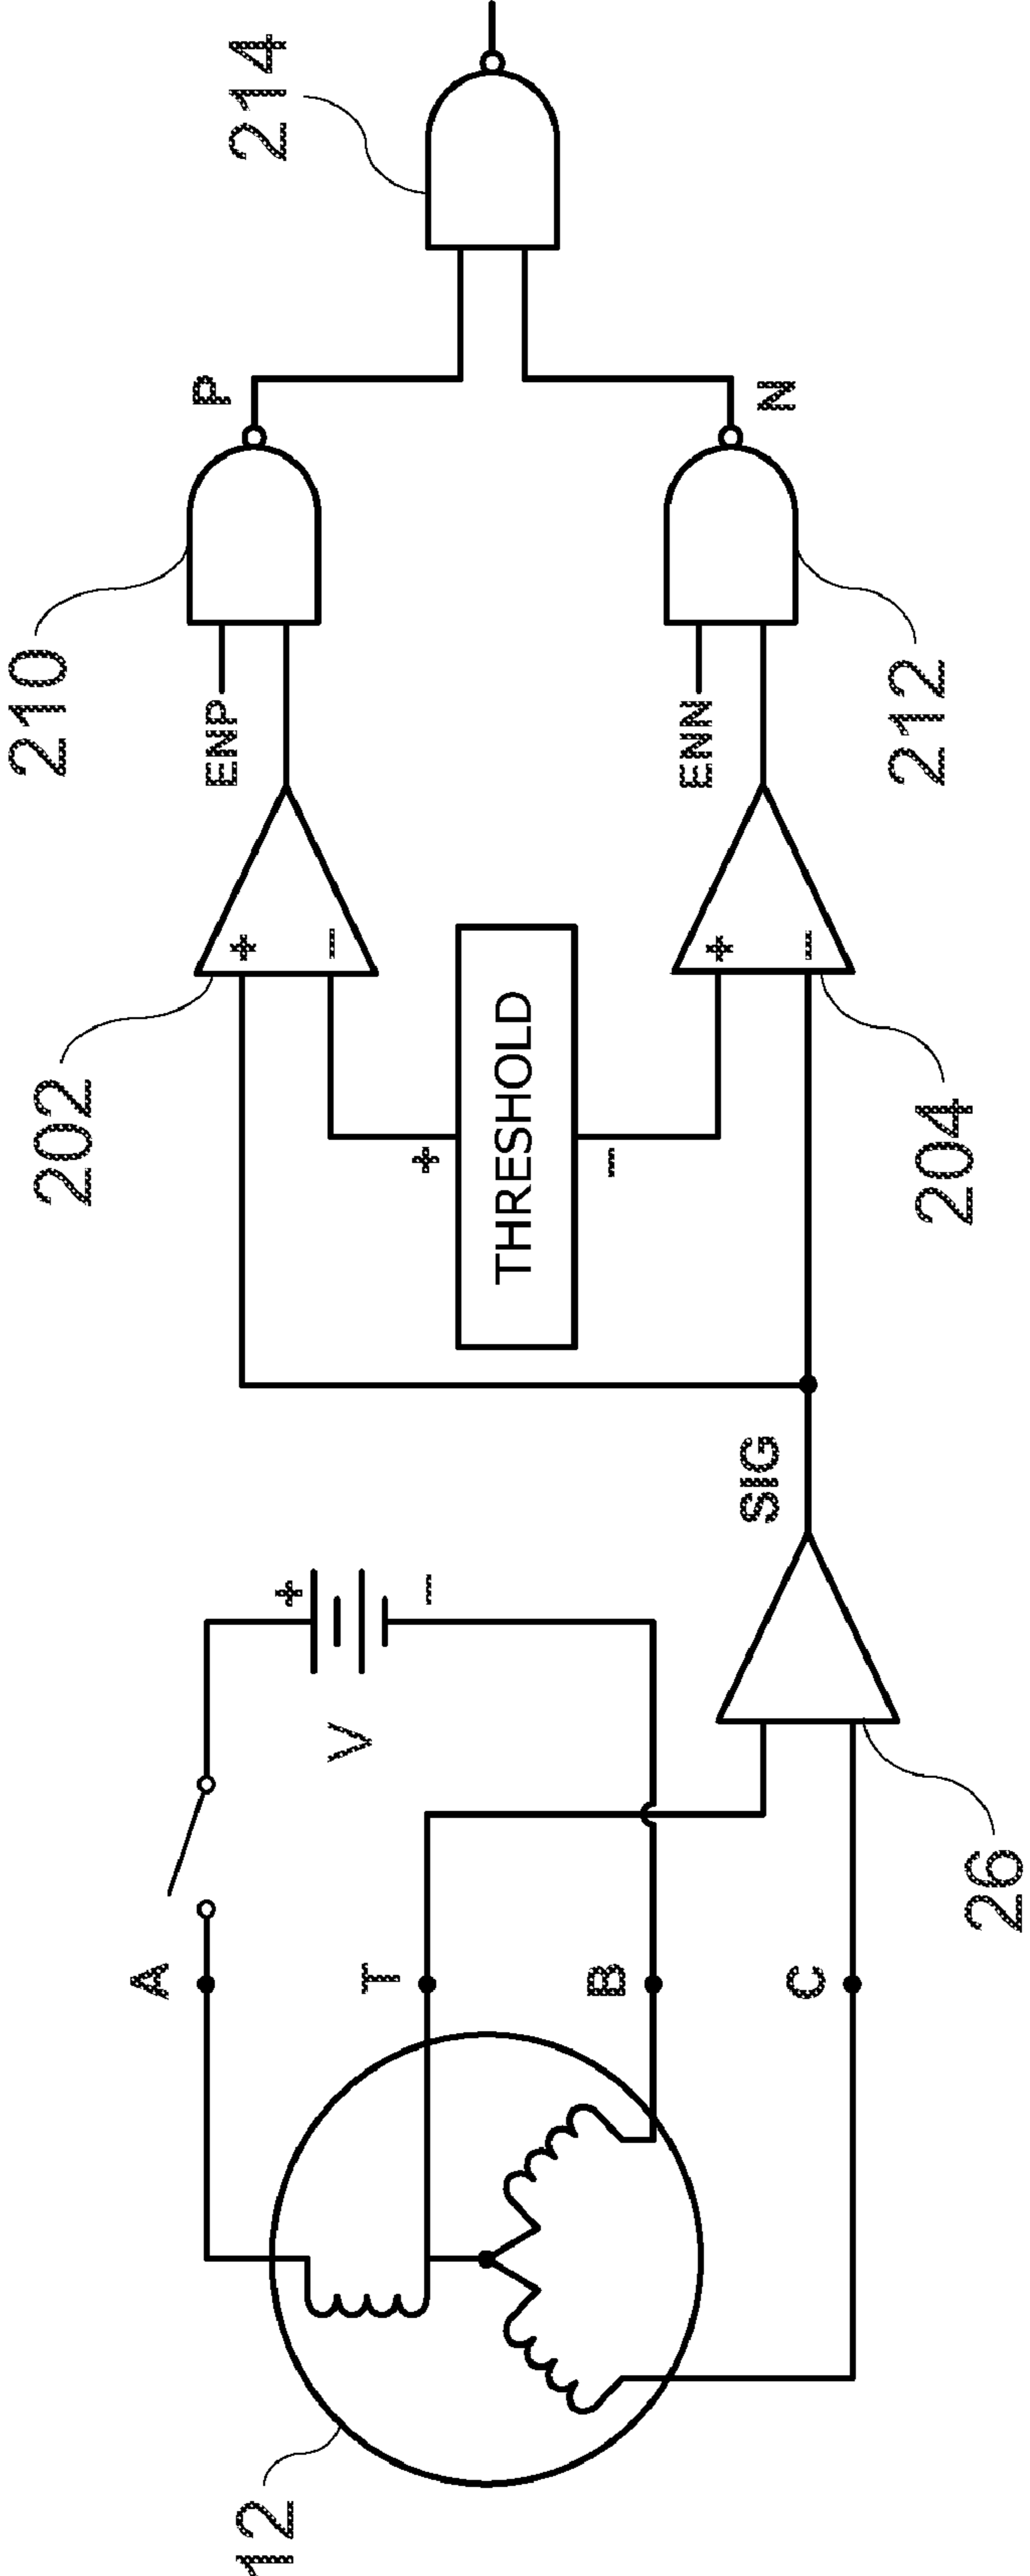 12
A
T
B
C
V
+
-
26
SIG
THRESHOLD
+
-
202
+
-
204
+
-
ENP
ENN
210
212
P
N
214